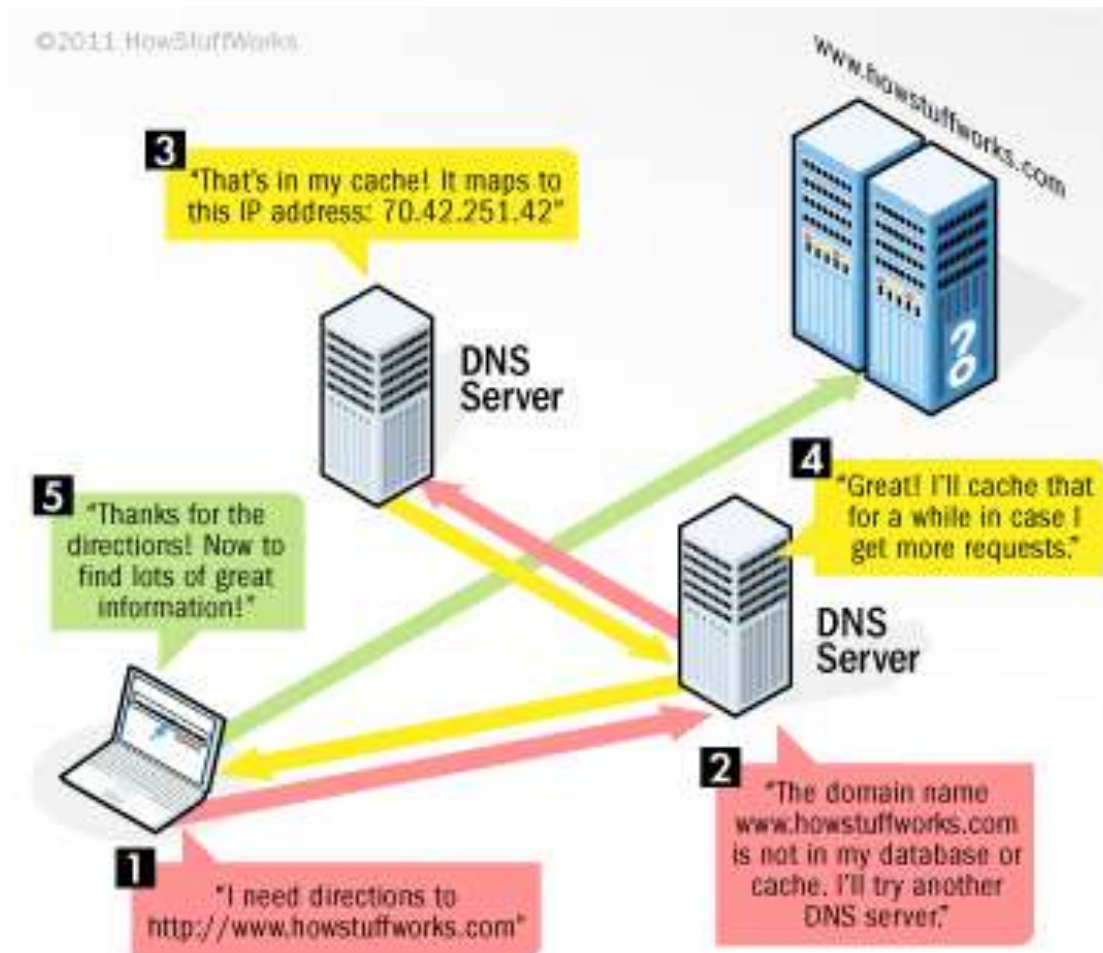 ©2011 HowStuffWorks
www.howstuffworks.com
3
"That's in my cache! It maps to
this IP address: 70.42.251.42"
DNS
Server
5
"Thanks for the
directions! Now to
find lots of great
information!"
4
"Great! I'll cache that
for a while in case I
get more requests."
DNS
Server
2
"The domain name
www.howstuffworks.com
is not in my database or
cache. I'll try another
DNS server."
1
"I need directions to
http://www.howstuffworks.com"